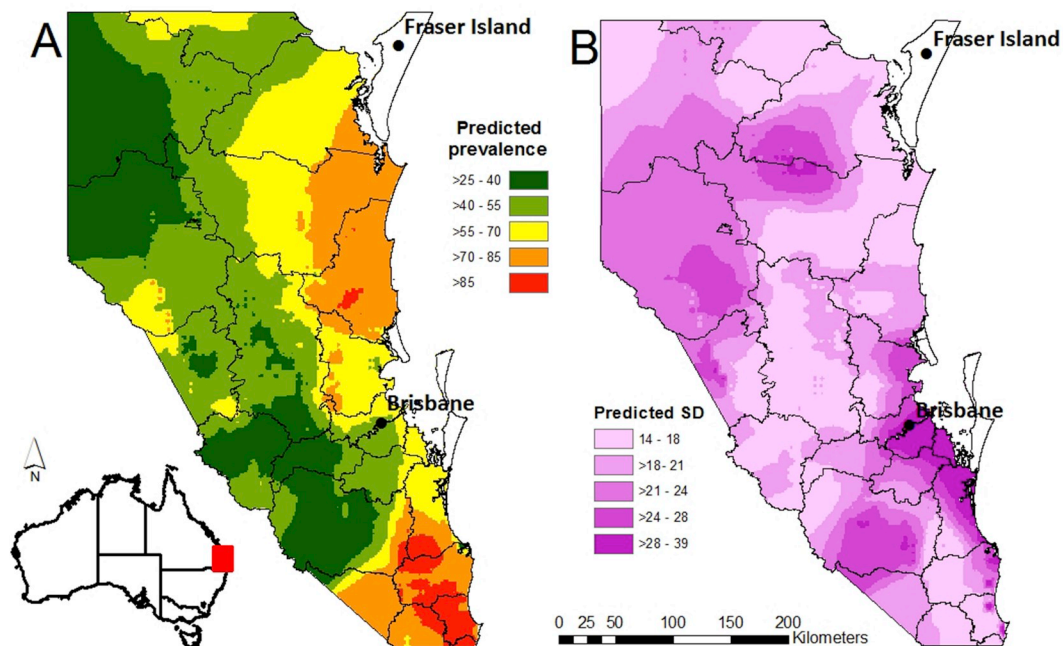 A
Fraser Island
Predicted
prevalence
>25 - 40
>40 - 55
>55 - 70
>70 - 85
>85
Brisbane
N
B
Fraser Island
Brisbane
Predicted SD
14 - 18
>18 - 21
>21 - 24
>24 - 28
>28 - 39
0 25 50 100 150 200
Kilometers